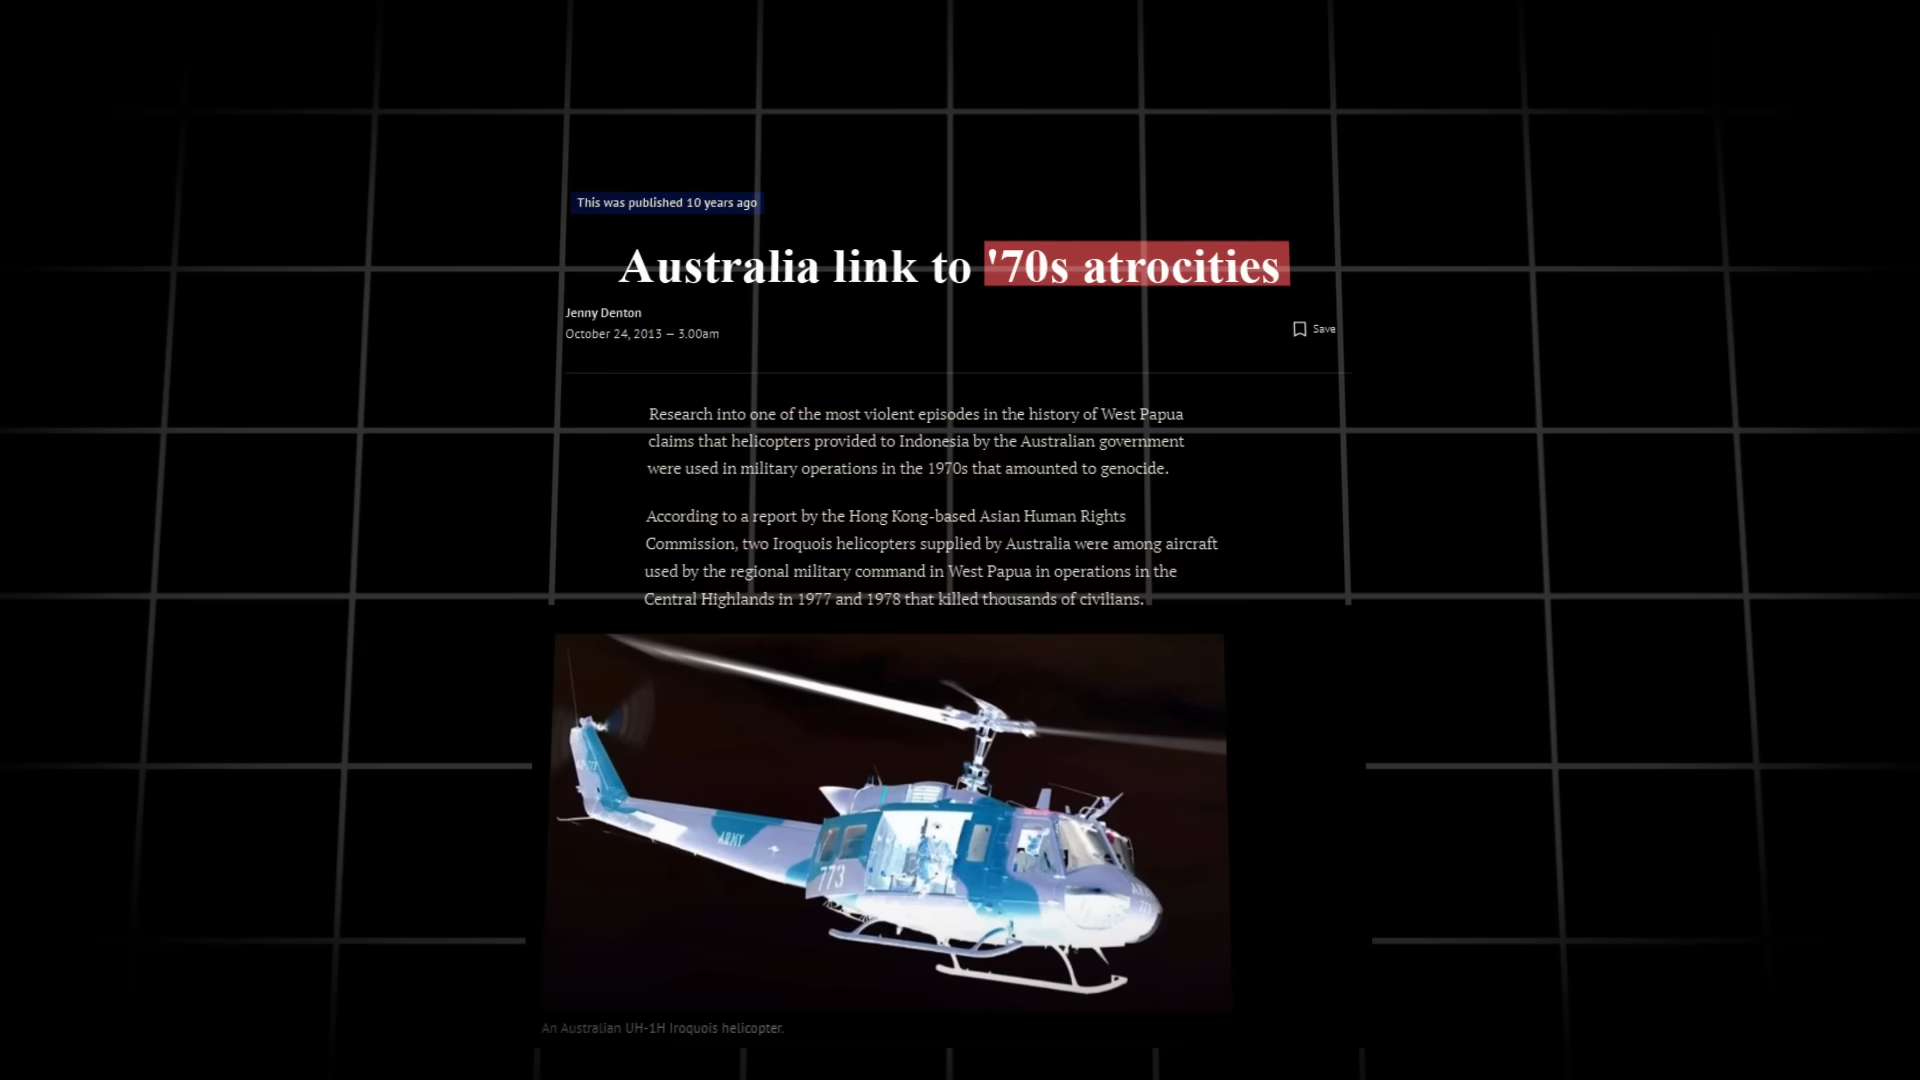 This was published 10 years ago
Australia link to '70s atrocities
Jenny Denton
October 24, 2013 — 3.00am
Save
Research into one of the most violent episodes in the history of West Papua
claims that helicopters provided to Indonesia by the Australian government
were used in military operations in the 1970s that amounted to genocide.
According to a report by the Hong Kong-based Asian Human Rights
Commission, two Iroquois helicopters supplied by Australia were among aircraft
used by the regional military command in West Papua in operations in the
Central Highlands in 1977 and 1978 that killed thousands of civilians.
ARMY
773
An Australian UH-1H Iroquois helicopter.